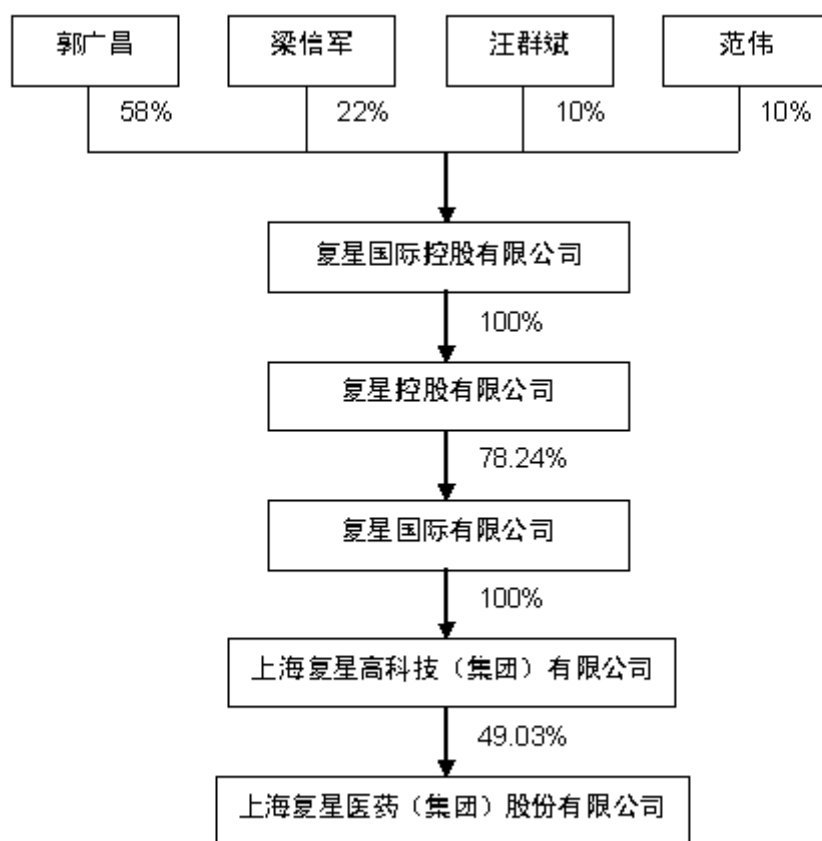 郭广昌
梁信军
汪群斌
范伟
58%
22%
10%
10%
复星国际控股有限公司
100%
复星控股有限公司
78.24%
复星国际有限公司
100%
上海复星高科技（集团）有限公司
49.03%
上海复星医药（集团）股份有限公司